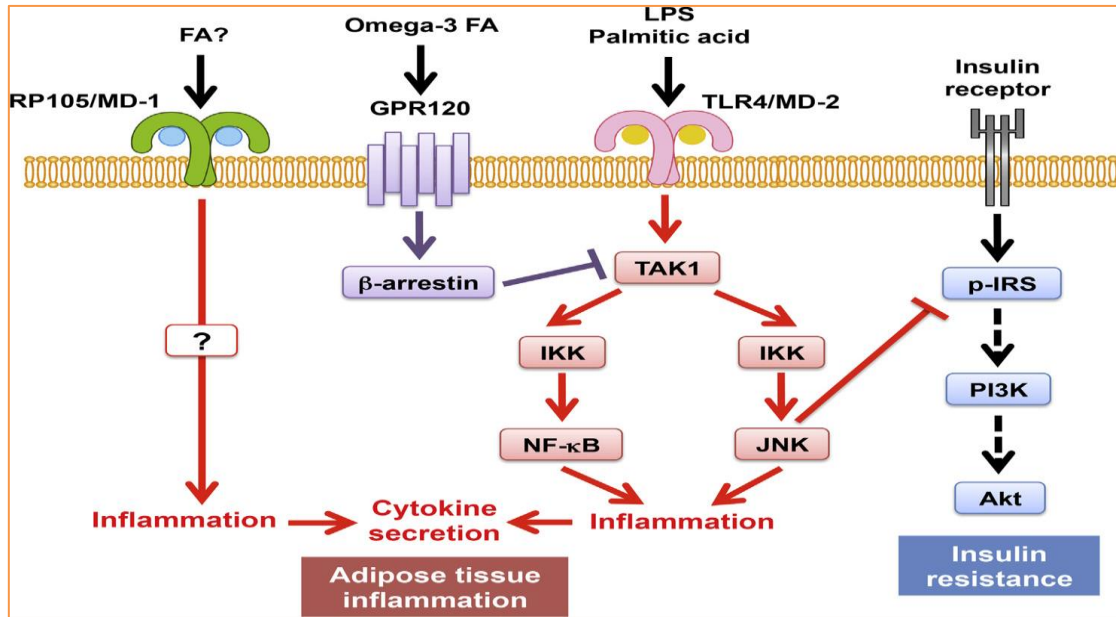 FA?
Omega-3 FA
LPS
Palmitic acid
Insulin
receptor
RP105/MD-1
GPR120
TLR4/MD-2
β-arrestin
TAK1
p-IRS
?
IKK
IKK
PI3K
NF-κB
JNK
Akt
Inflammation
Cytokine
secretion
Inflammation
Adipose tissue
inflammation
Insulin
resistance